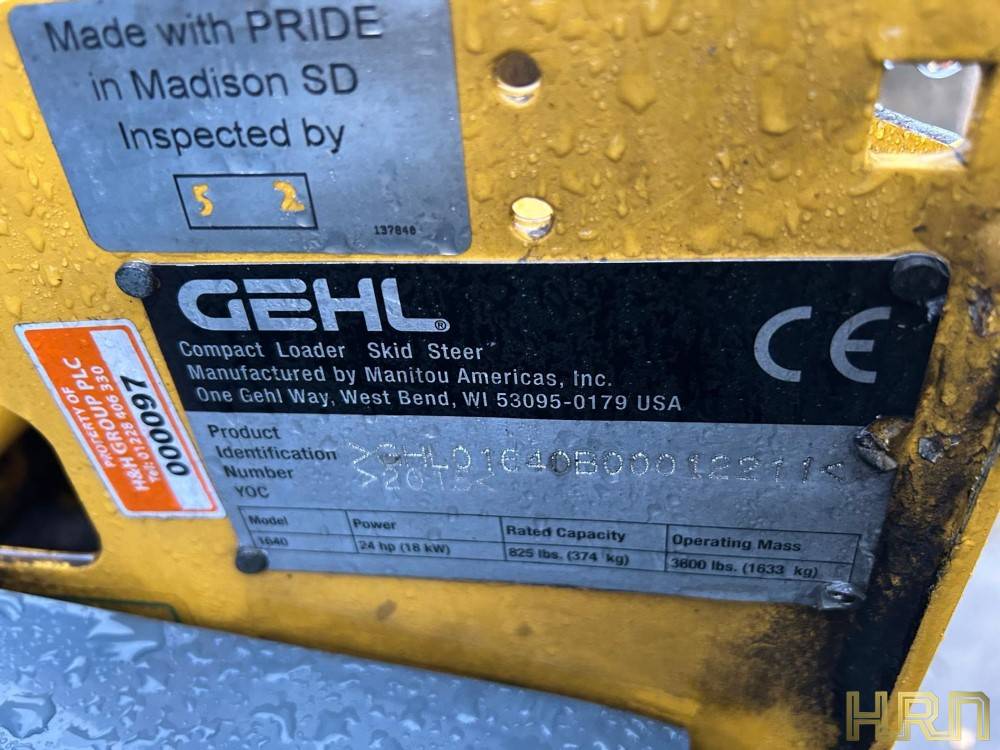 Made with PRIDE
in Madison SD
Inspected by
5 2
137840
GEHL®
CE
Compact Loader Skid Steer
Manufactured by Manitou Americas, Inc.
One Gehl Way, West Bend, WI 53095-0179 USA
PROPERTY OF
H&H GROUP PLC
Tel: 01228 406 330
000097
Product
Identification
Number
YOC
>2015<
Model Power Rated Capacity Operating Mass
1640 24 hp (18 kW) 825 lbs. (374 kg) 3600 lbs. (1633 kg)
HRN